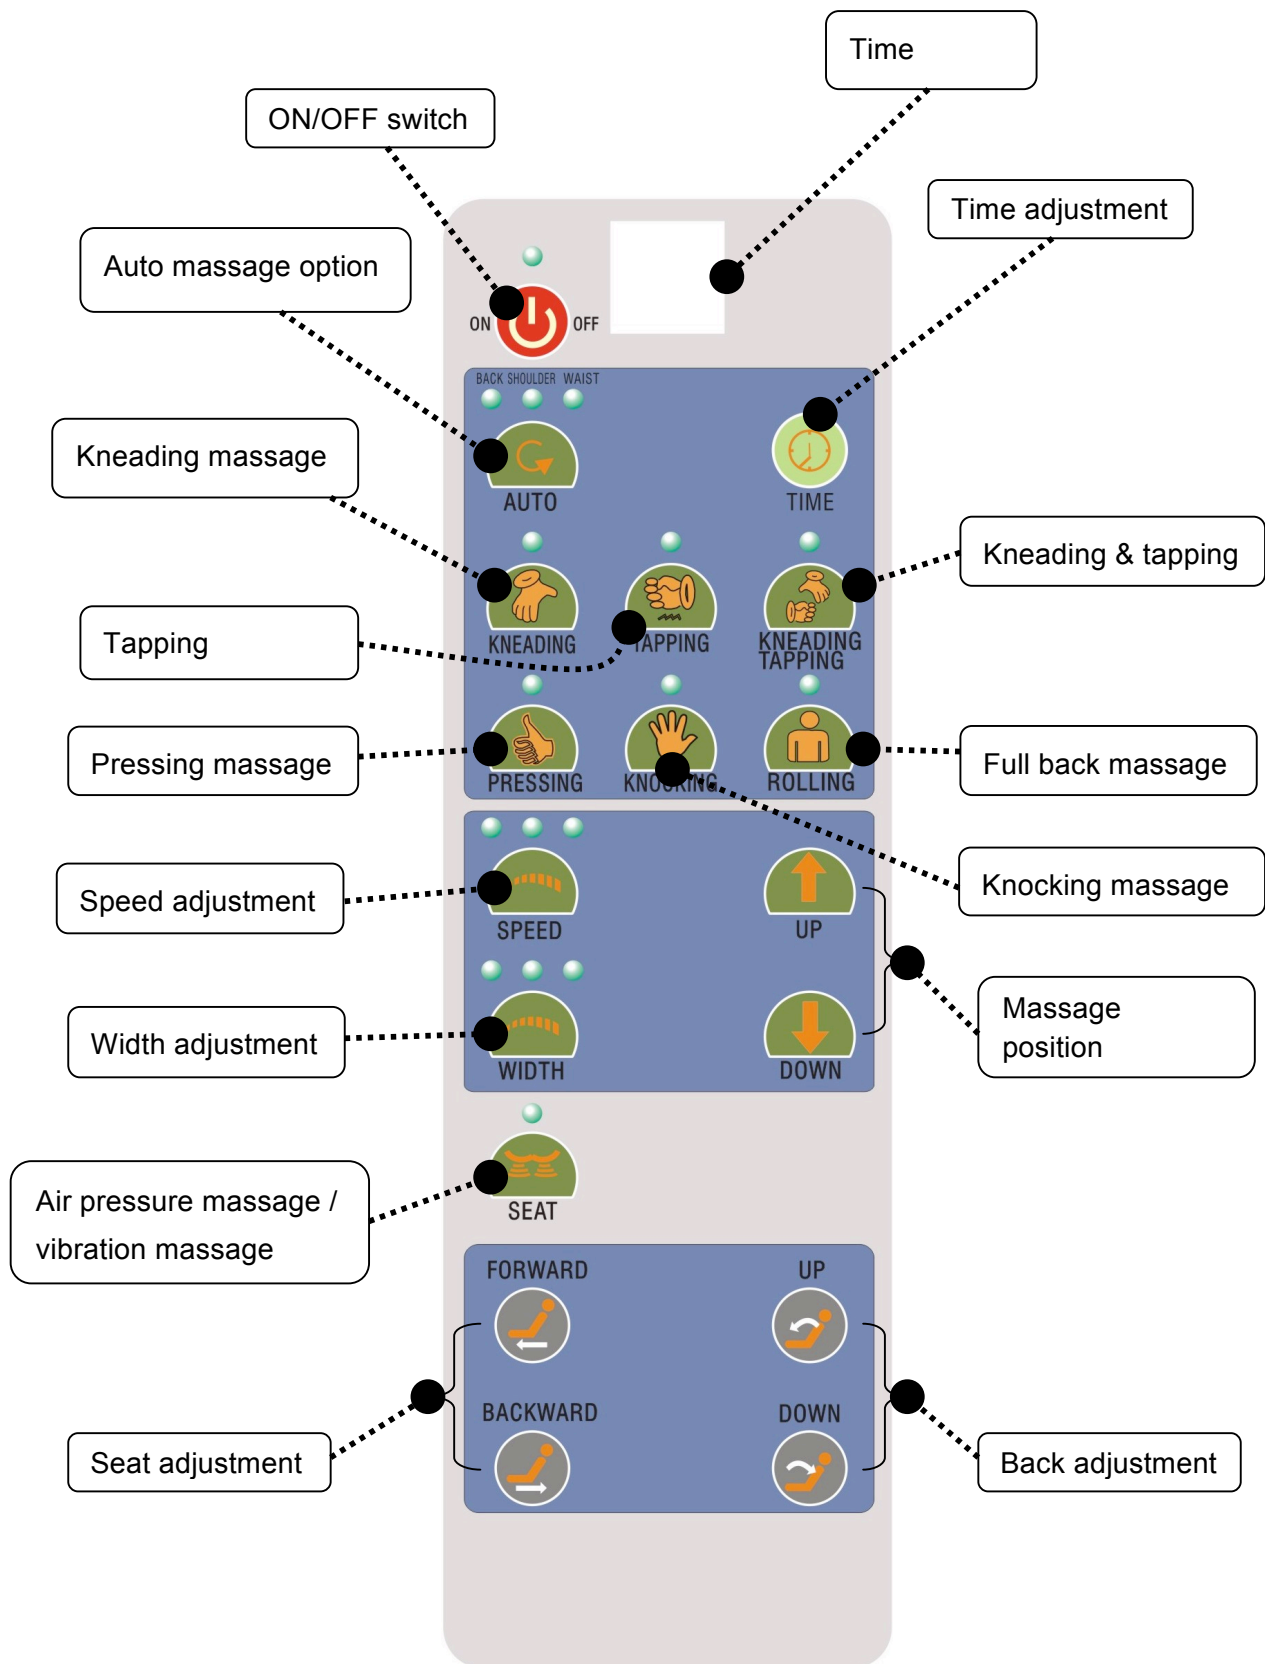 Time
ON/OFF switch
Time adjustment
Auto massage option
ON
OFF
BACK SHOULDER WAIST
Kneading massage
AUTO
TIME
Kneading & tapping
Tapping
KNEADING
TAPPING
KNEADING
TAPPING
Pressing massage
Full back massage
PRESSING
KNOCKING
ROLLING
Speed adjustment
Knocking massage
SPEED
UP
Width adjustment
Massage
position
WIDTH
DOWN
Air pressure massage /
vibration massage
SEAT
FORWARD
UP
BACKWARD
DOWN
Seat adjustment
Back adjustment